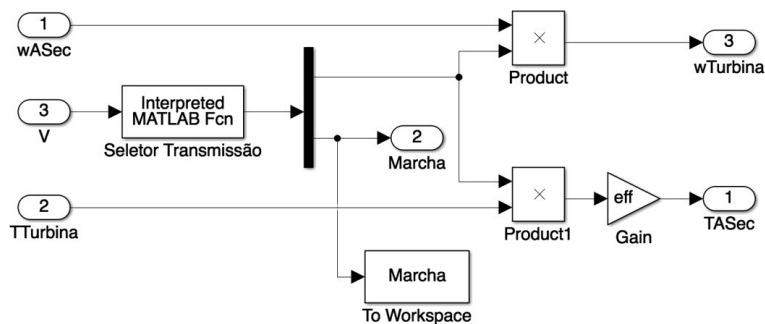 1
wASec
×
Product
3
wTurbina
3
V
Interpreted
MATLAB Fcn
Seletor Transmissão
2
Marcha
2
TTurbina
×
Product1
eff
Gain
1
TASec
Marcha
To Workspace